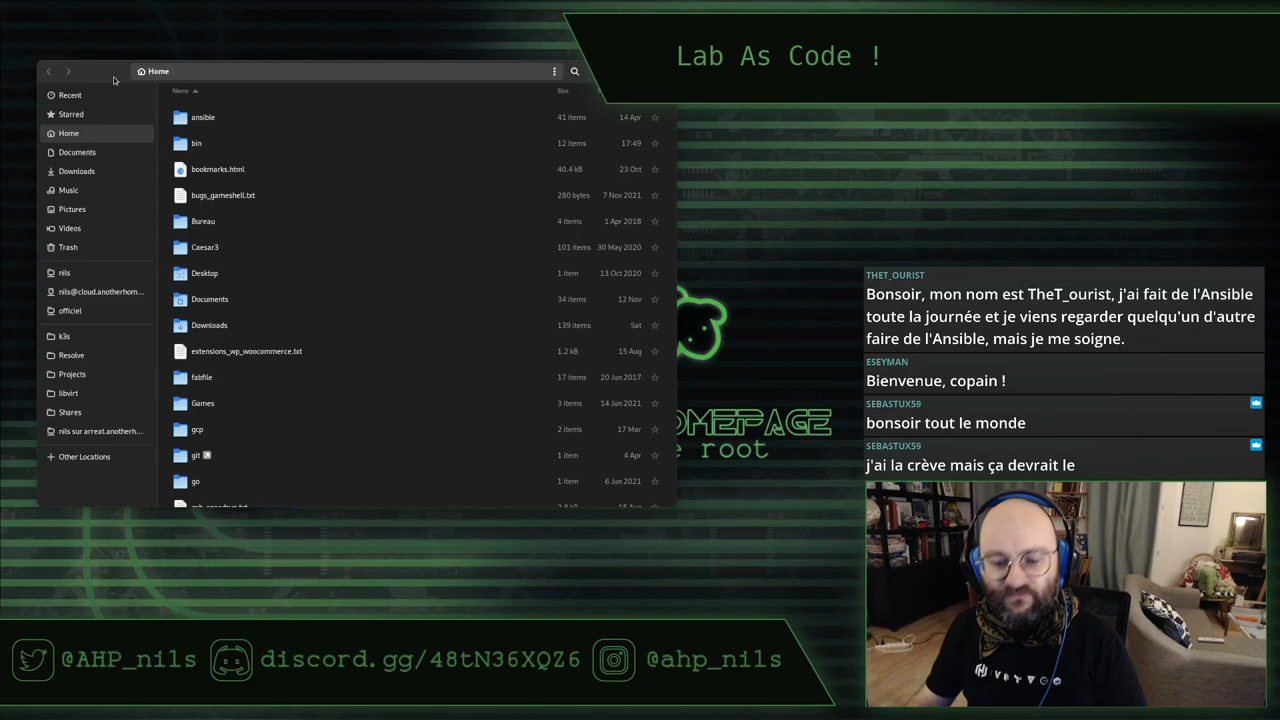 Lab As Code !
Home
Recent
Starred
Home
Documents
Downloads
Music
Pictures
Videos
Trash
nils
nils@cloud.anotherhom...
officiel
k3s
Resolve
Projects
libvirt
Shares
nils sur arreat.anotherh...
Other Locations
Name Size
ansible 41 items 14 Apr
bin 12 items 17:49
bookmarks.html 40.4 kB 23 Oct
bugs_gameshell.txt 280 bytes 7 Nov 2021
Bureau 4 items 1 Apr 2018
Caesar3 101 items 30 May 2020
Desktop 1 item 13 Oct 2020
Documents 34 items 12 Nov
Downloads 139 items Sat
extensions_wp_woocommerce.txt 1.2 kB 15 Aug
fabfile 17 items 20 Jun 2017
Games 3 items 14 Jun 2021
gcp 2 items 17 Mar
git 1 item 4 Apr
go 1 item 6 Jun 2021
OMEPAGE
e root
THET_OURIST
Bonsoir, mon nom est TheT_ourist, j'ai fait de l'Ansible
toute la journée et je viens regarder quelqu'un d'autre
faire de l'Ansible, mais je me soigne.
ESEYMAN
Bienvenue, copain !
SEBASTUX59
bonsoir tout le monde
SEBASTUX59
j'ai la crève mais ça devrait le
@AHP_nils
discord.gg/48tN36XQZ6
@ahp_nils